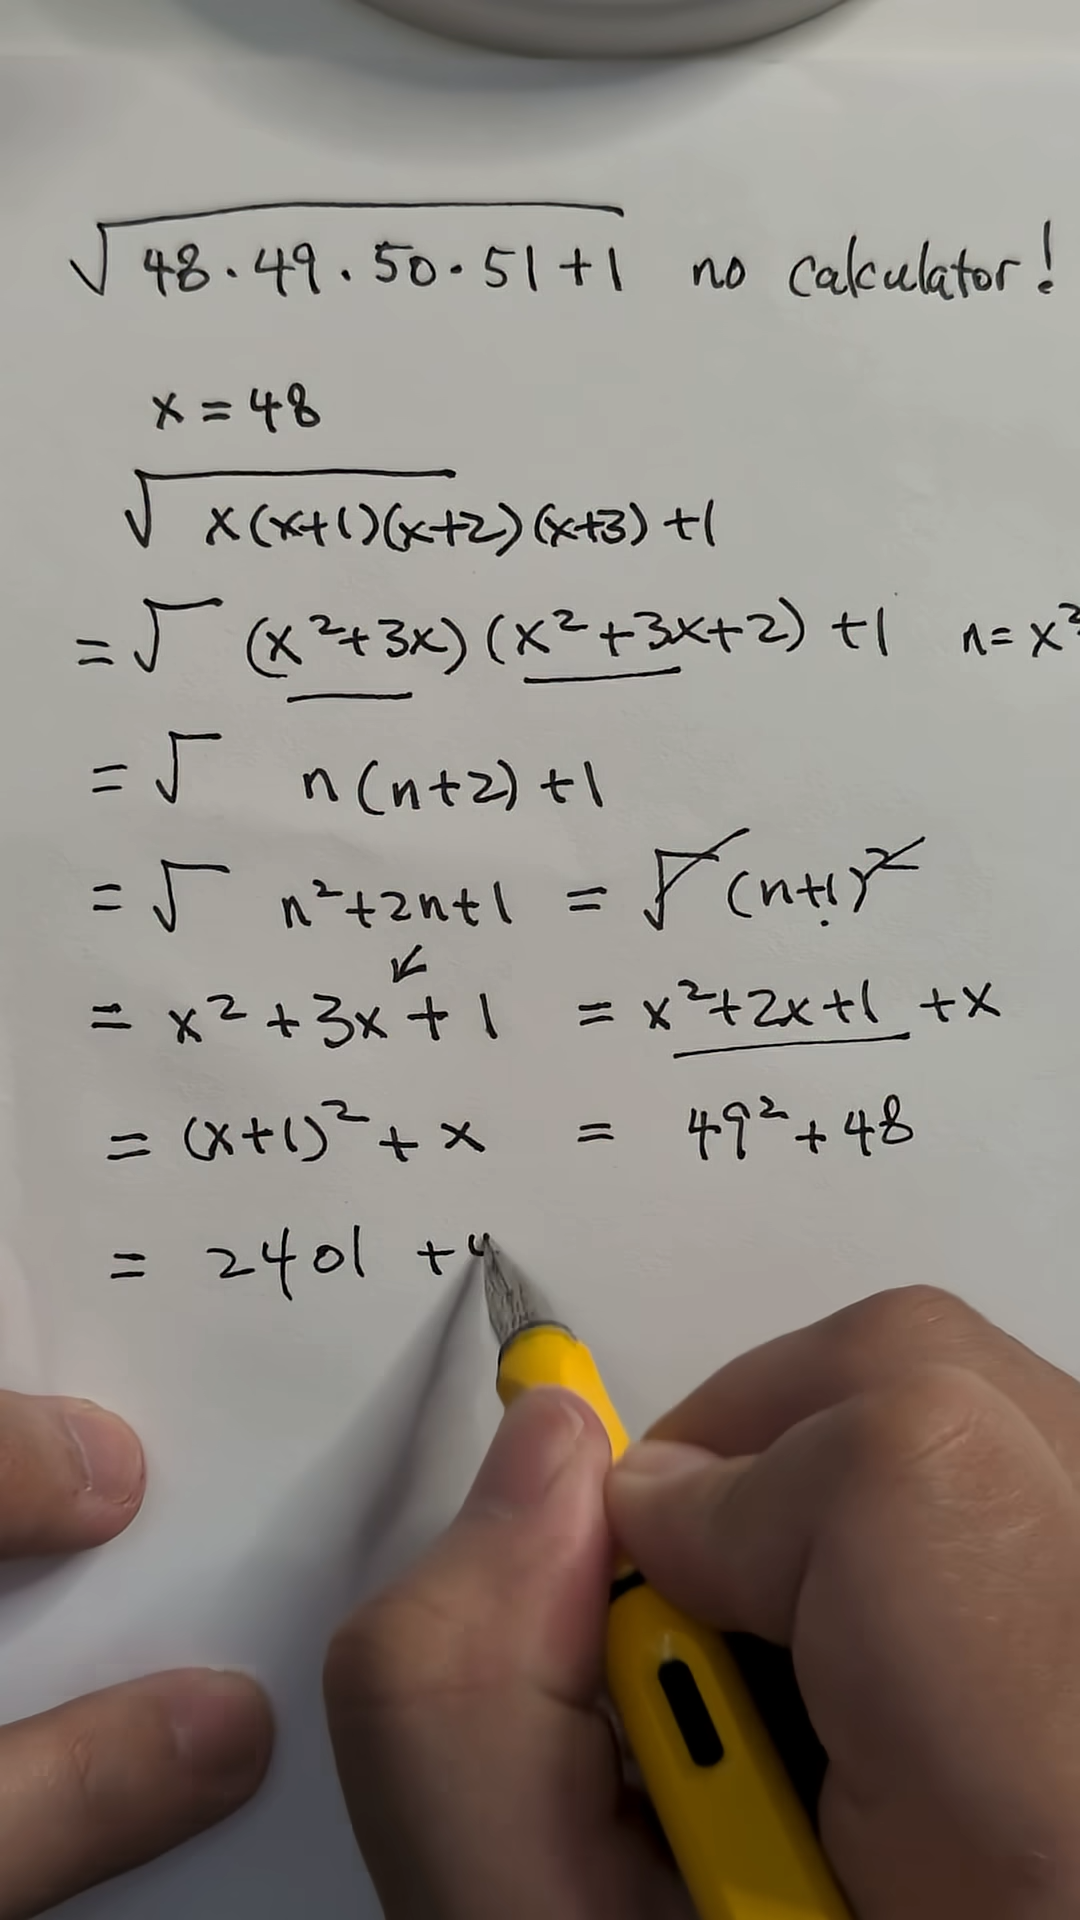 √48·49·50·51+1 no calculator!
x=48
√x(x+1)(x+2)(x+3)+1
=√(x²+3x)(x²+3x+2)+1 n=x²
=√n(n+2)+1
=√n²+2n+1 =√(n+1)²
=x²+3x+1 =x²+2x+1+x
=(x+1)²+x =49²+48
=2401+4